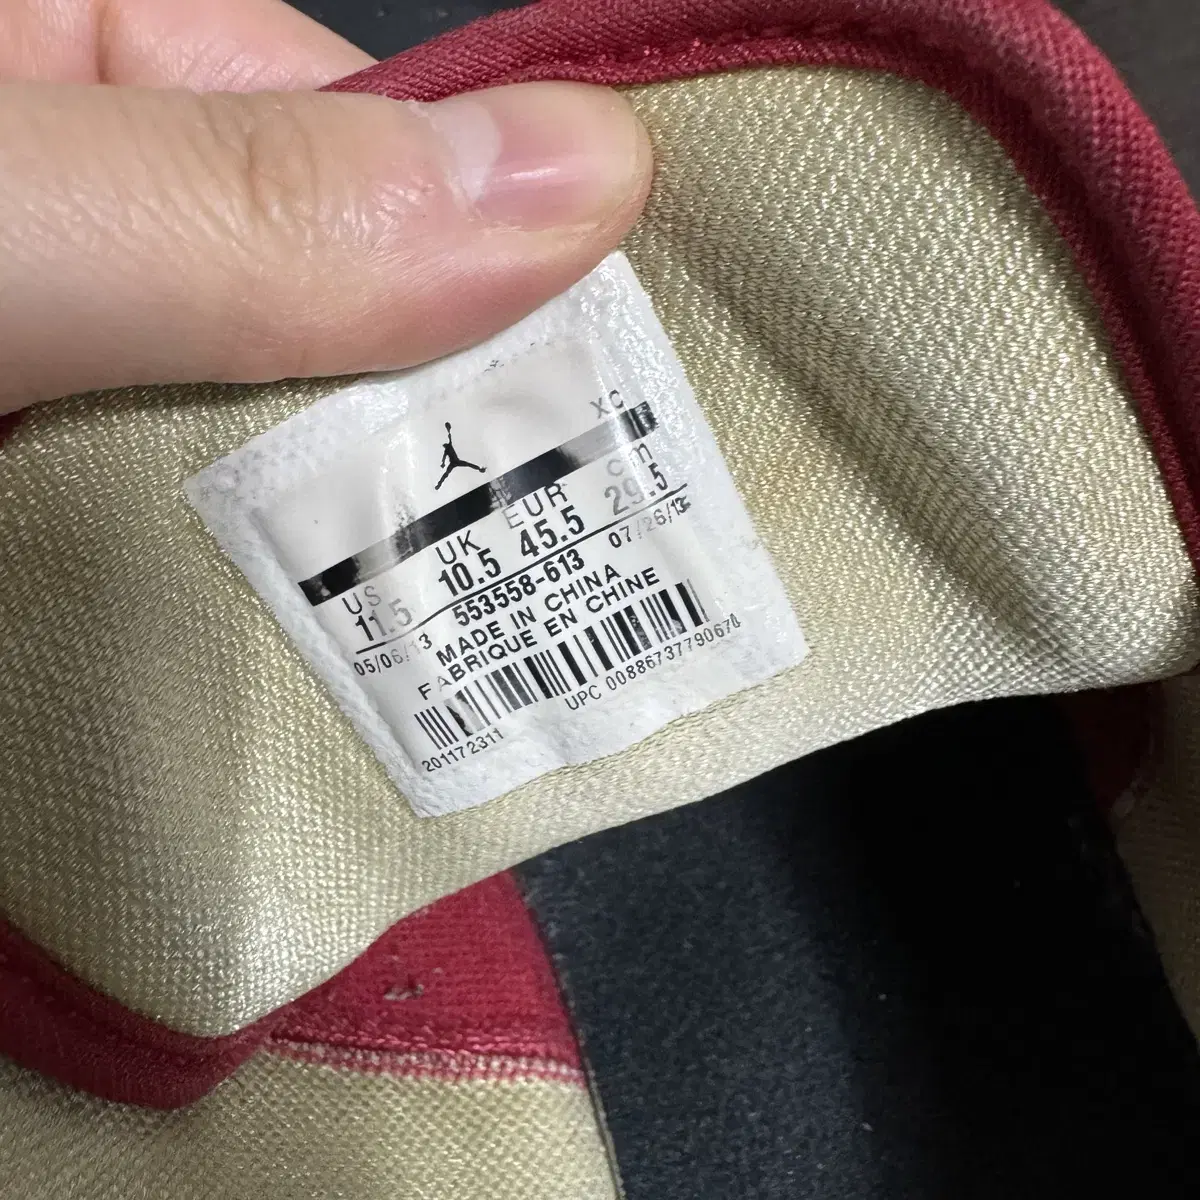 XC
US UK EUR cm
11.5 10.5 45.5 29.5
05/06/13 553558-613 07/26/13
MADE IN CHINA
FABRIQUE EN CHINE
201172311 UPC 00886737790678